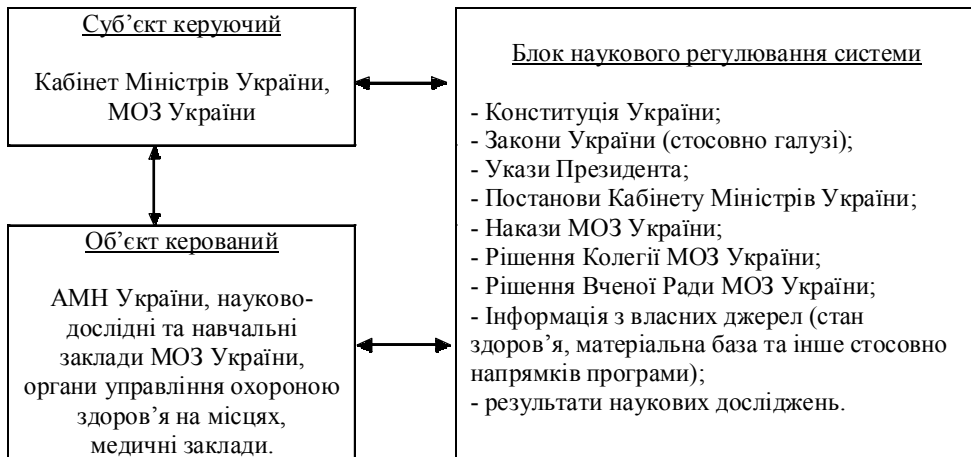 Суб’єкт керуючий
Кабінет Міністрів України,
МОЗ України
Об’єкт керований
АМН України, науково-
дослідні та навчальні
заклади МОЗ України,
органи управління охороною
здоров’я на місцях,
медичні заклади.
Блок наукового регулювання системи
- Конституція України;
- Закони України (стосовно галузі);
- Укази Президента;
- Постанови Кабінету Міністрів України;
- Накази МОЗ України;
- Рішення Колегії МОЗ України;
- Рішення Вченої Ради МОЗ України;
- Інформація з власних джерел (стан
здоров’я, матеріальна база та інше стосовно
напрямків програми);
- результати наукових досліджень.